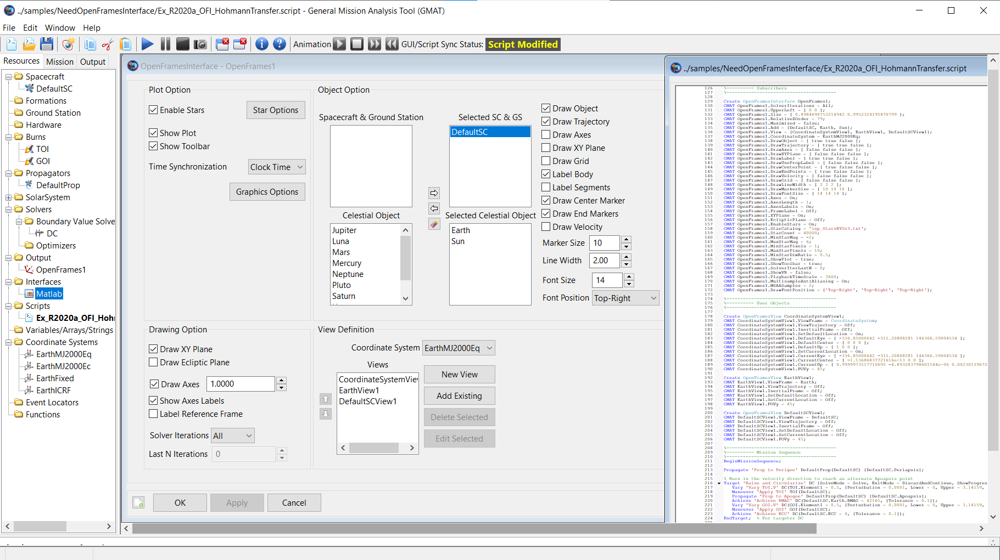 ../samples/NeedOpenFramesInterface/Ex_R2020a_OFI_HohmannTransfer.script - General Mission Analysis Tool (GMAT)
File Edit Window Help
Animation GUI/Script Sync Status: Script Modified
Resources Mission Output
Spacecraft
DefaultSC
Formations
Ground Station
Hardware
Burns
TOI
GOI
Propagators
DefaultProp
SolarSystem
Solvers
Boundary Value Solve
DC
Optimizers
Output
OpenFrames1
Interfaces
Matlab
Scripts
Ex_R2020a_OFI_Hohm
Variables/Arrays/Strings
Coordinate Systems
EarthMJ2000Eq
EarthMJ2000Ec
EarthFixed
EarthICRF
Event Locators
Functions
OpenFramesInterface - OpenFrames1
Plot Option
Enable Stars Star Options
Show Plot
Show Toolbar
Time Synchronization Clock Time
Graphics Options
Object Option
Spacecraft & Ground Station
Selected SC & GS
DefaultSC
Celestial Object
Jupiter
Luna
Mars
Mercury
Neptune
Pluto
Saturn
Selected Celestial Object
Earth
Sun
Draw Object
Draw Trajectory
Draw Axes
Draw XY Plane
Draw Grid
Label Body
Label Segments
Draw Center Marker
Draw End Markers
Draw Velocity
Marker Size 10
Line Width 2.00
Font Size 14
Font Position Top-Right
Drawing Option
Draw XY Plane
Draw Ecliptic Plane
Draw Axes 1.0000
Show Axes Labels
Label Reference Frame
Solver Iterations All
Last N Iterations 0
View Definition
Coordinate System EarthMJ2000Eq
Views
CoordinateSystemView
EarthView1
DefaultSCView1
New View
Add Existing
Delete Selected
Edit Selected
OK Apply Cancel
../samples/NeedOpenFramesInterface/Ex_R2020a_OFI_HohmannTransfer.script
126 %---------- Subscribers
127 %----------------------------------------
128
129 Create OpenFramesInterface OpenFrames1;
130 GMAT OpenFrames1.SolverIterations = All;
131 GMAT OpenFrames1.UpperLeft = [ 0 0 ];
132 GMAT OpenFrames1.Size = [ 0.4984690753214942 0.9952324195470799 ];
133 GMAT OpenFrames1.RelativeZOrder = 79;
134 GMAT OpenFrames1.Maximized = false;
135 GMAT OpenFrames1.Add = {DefaultSC, Earth, Sun};
136 GMAT OpenFrames1.View = {CoordinateSystemView1, EarthView1, DefaultSCView1};
137 GMAT OpenFrames1.CoordinateSystem = EarthMJ2000Eq;
138 GMAT OpenFrames1.DrawObject = [ true true false ];
139 GMAT OpenFrames1.DrawTrajectory = [ true true false ];
140 GMAT OpenFrames1.DrawAxes = [ false false false ];
141 GMAT OpenFrames1.DrawXYPlane = [ false false false ];
142 GMAT OpenFrames1.DrawLabel = [ true true false ];
143 GMAT OpenFrames1.DrawUsePropLabel = [ false false false ];
144 GMAT OpenFrames1.DrawCenterPoint = [ true false false ];
145 GMAT OpenFrames1.DrawEndPoints = [ true false false ];
146 GMAT OpenFrames1.DrawVelocity = [ false false false ];
147 GMAT OpenFrames1.DrawGrid = [ false false false ];
148 GMAT OpenFrames1.DrawLineWidth = [ 2 2 2 ];
149 GMAT OpenFrames1.DrawMarkerSize = [ 10 10 10 ];
150 GMAT OpenFrames1.DrawFontSize = [ 14 14 14 ];
151 GMAT OpenFrames1.Axes = On;
152 GMAT OpenFrames1.AxesLength = 1;
153 GMAT OpenFrames1.AxesLabels = On;
154 GMAT OpenFrames1.FrameLabel = Off;
155 GMAT OpenFrames1.XYPlane = On;
156 GMAT OpenFrames1.EclipticPlane = Off;
157 GMAT OpenFrames1.EnableStars = On;
158 GMAT OpenFrames1.StarCatalog = 'inp_StarsHYGv3.txt';
159 GMAT OpenFrames1.StarCount = 40000;
160 GMAT OpenFrames1.MinStarMag = -2;
161 GMAT OpenFrames1.MaxStarMag = 6;
162 GMAT OpenFrames1.MinStarPixels = 1;
163 GMAT OpenFrames1.MaxStarPixels = 10;
164 GMAT OpenFrames1.MinStarDimRatio = 0.5;
165 GMAT OpenFrames1.ShowPlot = true;
166 GMAT OpenFrames1.ShowToolbar = true;
167 GMAT OpenFrames1.SolverIterLastN = 0;
168 GMAT OpenFrames1.ShowVR = false;
169 GMAT OpenFrames1.PlaybackTimeScale = 3600;
170 GMAT OpenFrames1.MultisampleAntiAliasing = On;
171 GMAT OpenFrames1.MSAASamples = 2;
172 GMAT OpenFrames1.DrawFontPosition = {'Top-Right', 'Top-Right', 'Top-Right'};
173
174 %----------------------------------------
175 %---------- User Objects
176 %----------------------------------------
177
178 Create OpenFramesView CoordinateSystemView1;
179 GMAT CoordinateSystemView1.ViewFrame = CoordinateSystem;
180 GMAT CoordinateSystemView1.ViewTrajectory = Off;
181 GMAT CoordinateSystemView1.InertialFrame = Off;
182 GMAT CoordinateSystemView1.SetDefaultLocation = On;
183 GMAT CoordinateSystemView1.DefaultEye = [ -336.85000642 -311.20808281 146366.59004534 ];
184 GMAT CoordinateSystemView1.DefaultCenter = [ 0 0 0 ];
185 GMAT CoordinateSystemView1.DefaultUp = [ 1 0 0 ];
186 GMAT CoordinateSystemView1.SetCurrentLocation = On;
187 GMAT CoordinateSystemView1.CurrentEye = [ -336.85000642 -311.20808281 146366.59004534 ];
188 GMAT CoordinateSystemView1.CurrentCenter = [ -1.13686837721616e-13 0 0 ];
189 GMAT CoordinateSystemView1.CurrentUp = [ 0.9999973517710695 -4.893283798601544e-06 0.00230139672
190 GMAT CoordinateSystemView1.FOVy = 45;
191
192 Create OpenFramesView EarthView1;
193 GMAT EarthView1.ViewFrame = Earth;
194 GMAT EarthView1.ViewTrajectory = Off;
195 GMAT EarthView1.InertialFrame = Off;
196 GMAT EarthView1.SetDefaultLocation = Off;
197 GMAT EarthView1.SetCurrentLocation = Off;
198 GMAT EarthView1.FOVy = 45;
199
200 Create OpenFramesView DefaultSCView1;
201 GMAT DefaultSCView1.ViewFrame = DefaultSC;
202 GMAT DefaultSCView1.ViewTrajectory = Off;
203 GMAT DefaultSCView1.InertialFrame = Off;
204 GMAT DefaultSCView1.SetDefaultLocation = Off;
205 GMAT DefaultSCView1.SetCurrentLocation = Off;
206 GMAT DefaultSCView1.FOVy = 45;
207
208 %----------------------------------------
209 %---------- Mission Sequence
210 %----------------------------------------
211 BeginMissionSequence;
212
213 Propagate 'Prop to Perigee' DefaultProp(DefaultSC) {DefaultSC.Periapsis};
214
215 % Burn in the velocity direction to reach an alternate Apoapsis point
216 Target 'Raise and Circularize' DC {SolveMode = Solve, ExitMode = DiscardAndContinue, ShowProgres
217 Vary 'Vary TOI.V' DC(TOI.Element1 = 0.5, {Perturbation = 0.0001, Lower = 0, Upper = 3.14159,
218 Maneuver 'Apply TOI' TOI(DefaultSC);
219 Propagate 'Prop to Apogee' DefaultProp(DefaultSC) {DefaultSC.Apoapsis};
220 Achieve 'Achieve RMAG' DC(DefaultSC.Earth.RMAG = 42165, {Tolerance = 0.1});
221 Vary 'Vary GOI.V' DC(GOI.Element1 = 0.5, {Perturbation = 0.0001, Lower = 0, Upper = 3.14159,
222 Maneuver 'Apply GOI' GOI(DefaultSC);
223 Achieve 'Achieve ECC' DC(DefaultSC.ECC = 0, {Tolerance = 0.1});
224 EndTarget; % For targeter DC
225